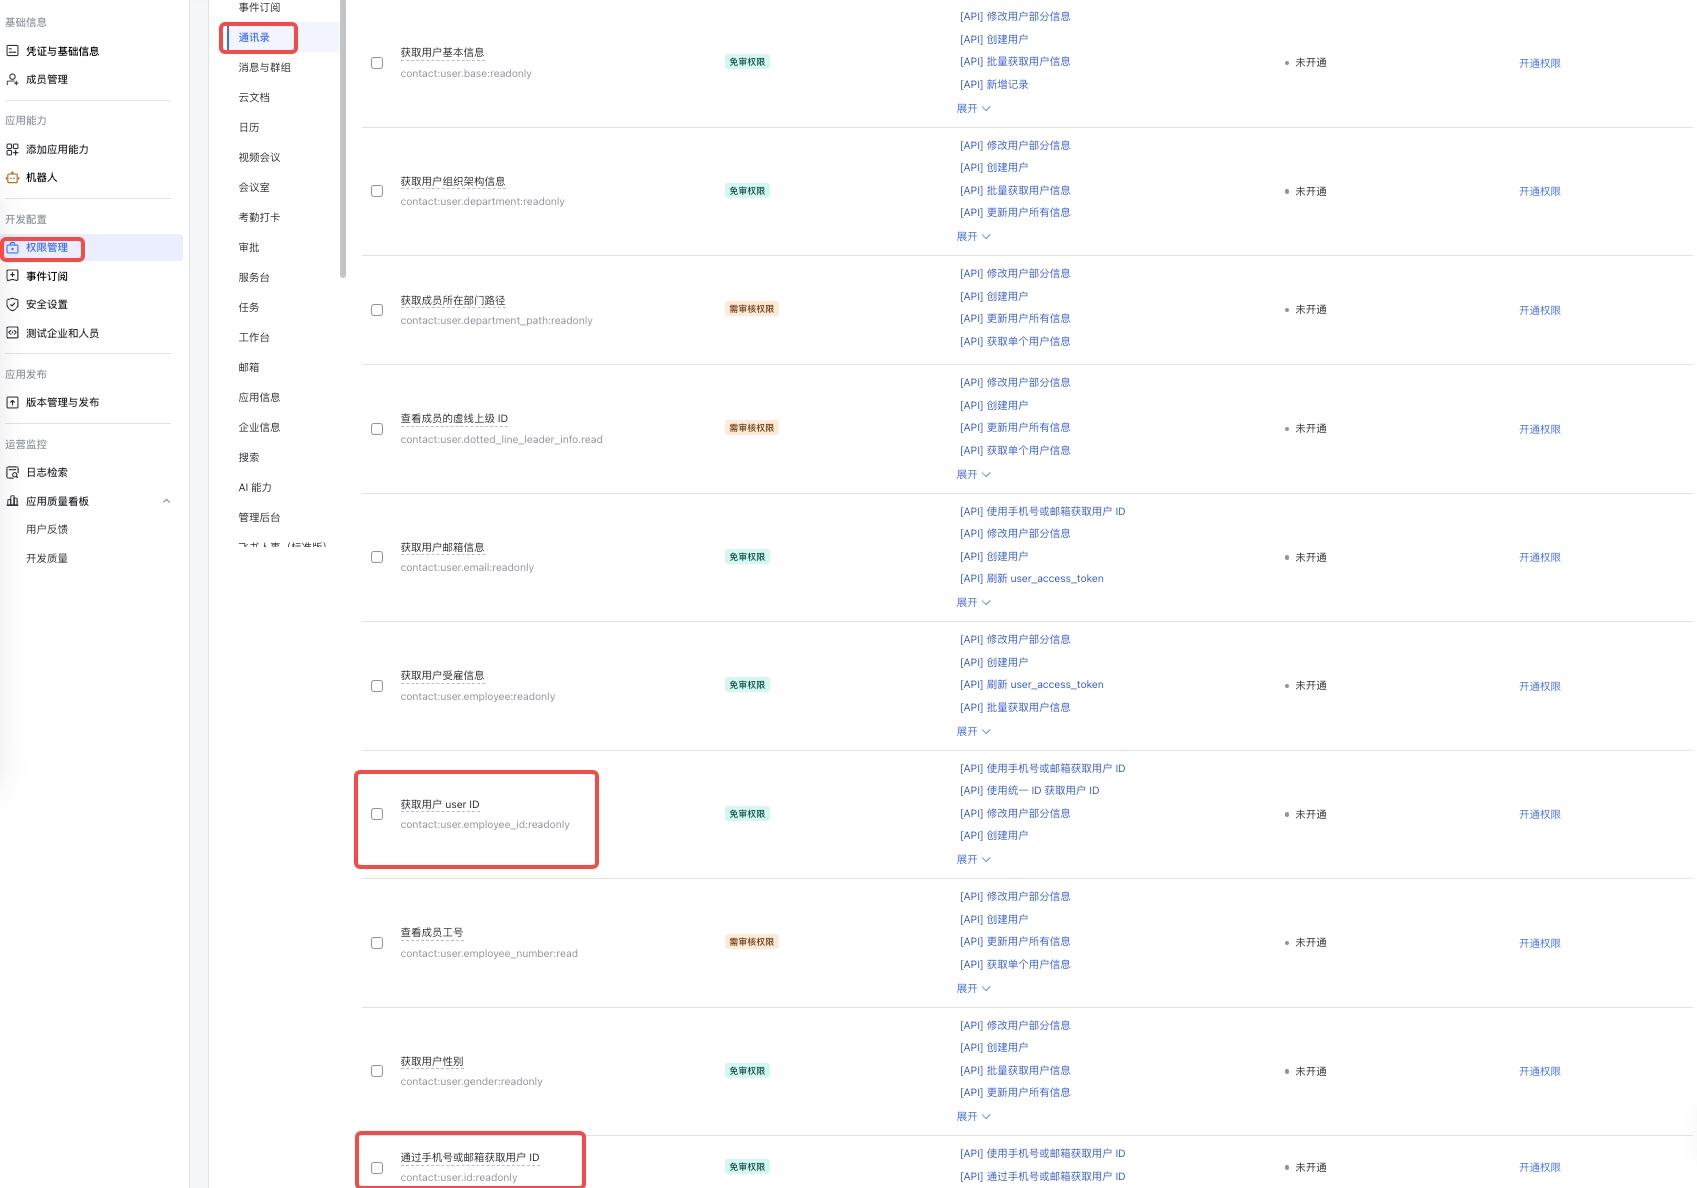 基础信息
凭证与基础信息
成员管理
应用能力
添加应用能力
机器人
开发配置
权限管理
事件订阅
安全设置
测试企业和人员
应用发布
版本管理与发布
运营监控
日志检索
应用质量看板
用户反馈
开发质量
事件订阅
通讯录
消息与群组
云文档
日历
视频会议
会议室
考勤打卡
审批
服务台
任务
工作台
邮箱
应用信息
企业信息
搜索
AI 能力
管理后台
飞书人事（标准版）
获取用户基本信息
contact:user.base:readonly
免审权限
[API] 修改用户部分信息
[API] 创建用户
[API] 批量获取用户信息
[API] 新增记录
展开
未开通
开通权限
获取用户组织架构信息
contact:user.department:readonly
免审权限
[API] 修改用户部分信息
[API] 创建用户
[API] 批量获取用户信息
[API] 更新用户所有信息
展开
未开通
开通权限
获取成员所在部门路径
contact:user.department_path:readonly
需审核权限
[API] 修改用户部分信息
[API] 创建用户
[API] 更新用户所有信息
[API] 获取单个用户信息
未开通
开通权限
查看成员的虚线上级 ID
contact:user.dotted_line_leader_info.read
需审核权限
[API] 修改用户部分信息
[API] 创建用户
[API] 更新用户所有信息
[API] 获取单个用户信息
展开
未开通
开通权限
获取用户邮箱信息
contact:user.email:readonly
免审权限
[API] 使用手机号或邮箱获取用户 ID
[API] 修改用户部分信息
[API] 创建用户
[API] 刷新 user_access_token
展开
未开通
开通权限
获取用户受雇信息
contact:user.employee:readonly
免审权限
[API] 修改用户部分信息
[API] 创建用户
[API] 刷新 user_access_token
[API] 批量获取用户信息
展开
未开通
开通权限
获取用户 user ID
contact:user.employee_id:readonly
免审权限
[API] 使用手机号或邮箱获取用户 ID
[API] 使用统一 ID 获取用户 ID
[API] 修改用户部分信息
[API] 创建用户
展开
未开通
开通权限
查看成员工号
contact:user.employee_number:read
需审核权限
[API] 修改用户部分信息
[API] 创建用户
[API] 更新用户所有信息
[API] 获取单个用户信息
展开
未开通
开通权限
获取用户性别
contact:user.gender:readonly
免审权限
[API] 修改用户部分信息
[API] 创建用户
[API] 批量获取用户信息
[API] 更新用户所有信息
展开
未开通
开通权限
通过手机号或邮箱获取用户 ID
contact:user.id:readonly
免审权限
[API] 使用手机号或邮箱获取用户 ID
[API] 通过手机号或邮箱获取用户 ID
未开通
开通权限